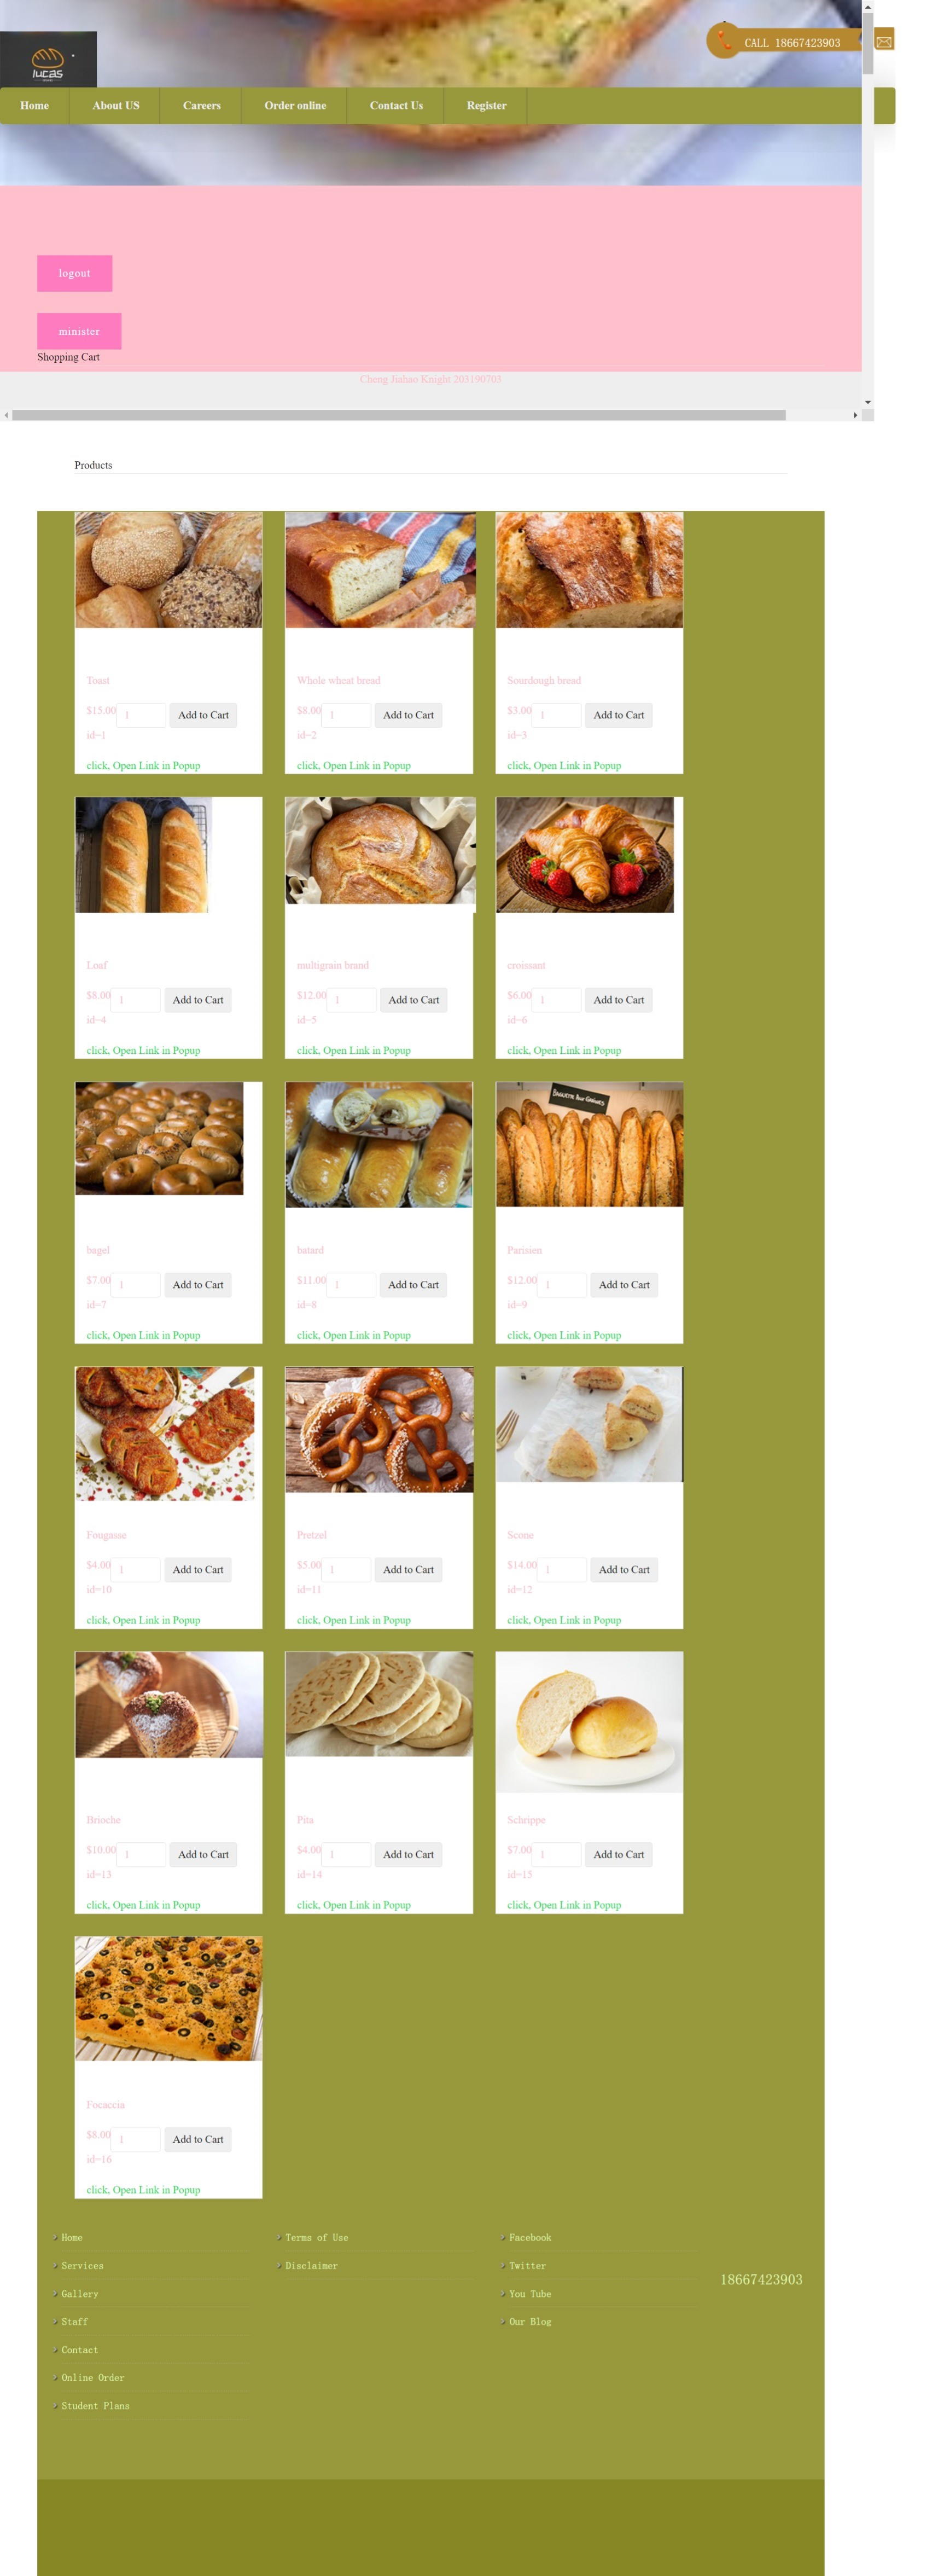 CALL 18667423903
lucas
Home About US Careers Order online Contact Us Register
logout
minister
Shopping Cart
Cheng Jiahao Knight 203190703
Products
Toast
$15.00 1 Add to Cart
id=1
click, Open Link in Popup
Whole wheat bread
$8.00 1 Add to Cart
id=2
click, Open Link in Popup
Sourdough bread
$3.00 1 Add to Cart
id=3
click, Open Link in Popup
Loaf
$8.00 1 Add to Cart
id=4
click, Open Link in Popup
multigrain brand
$12.00 1 Add to Cart
id=5
click, Open Link in Popup
croissant
$6.00 1 Add to Cart
id=6
click, Open Link in Popup
bagel
$7.00 1 Add to Cart
id=7
click, Open Link in Popup
batard
$11.00 1 Add to Cart
id=8
click, Open Link in Popup
Parisien
$12.00 1 Add to Cart
id=9
click, Open Link in Popup
Fougasse
$4.00 1 Add to Cart
id=10
click, Open Link in Popup
Pretzel
$5.00 1 Add to Cart
id=11
click, Open Link in Popup
Scone
$14.00 1 Add to Cart
id=12
click, Open Link in Popup
Brioche
$10.00 1 Add to Cart
id=13
click, Open Link in Popup
Pita
$4.00 1 Add to Cart
id=14
click, Open Link in Popup
Schrippe
$7.00 1 Add to Cart
id=15
click, Open Link in Popup
Focaccia
$8.00 1 Add to Cart
id=16
click, Open Link in Popup
Home
Services
Gallery
Staff
Contact
Online Order
Student Plans
Terms of Use
Disclaimer
Facebook
Twitter
You Tube
Our Blog
18667423903